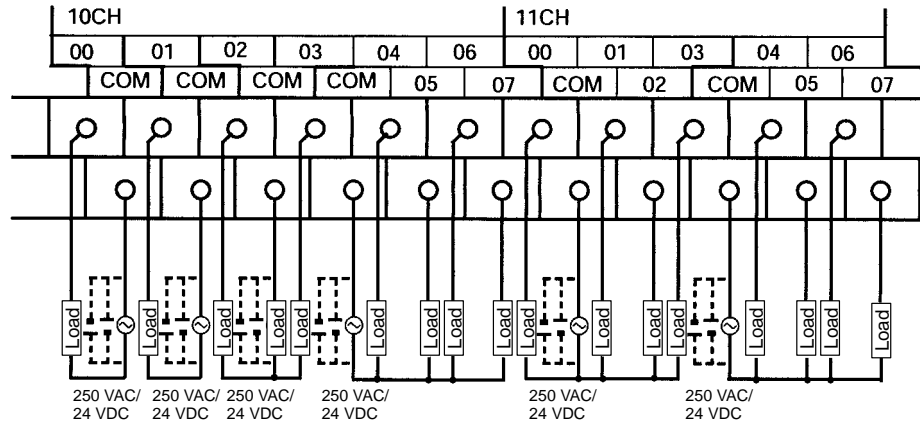 10CH 11CH
00 01 02 03 04 06 00 01 03 04 06
COM COM COM COM 05 07 COM 02 COM 05 07
Load Load Load Load Load Load Load Load Load Load Load Load Load Load Load Load
250 VAC/ 250 VAC/ 250 VAC/ 250 VAC/ 250 VAC/ 250 VAC/
24 VDC 24 VDC 24 VDC 24 VDC 24 VDC 24 VDC